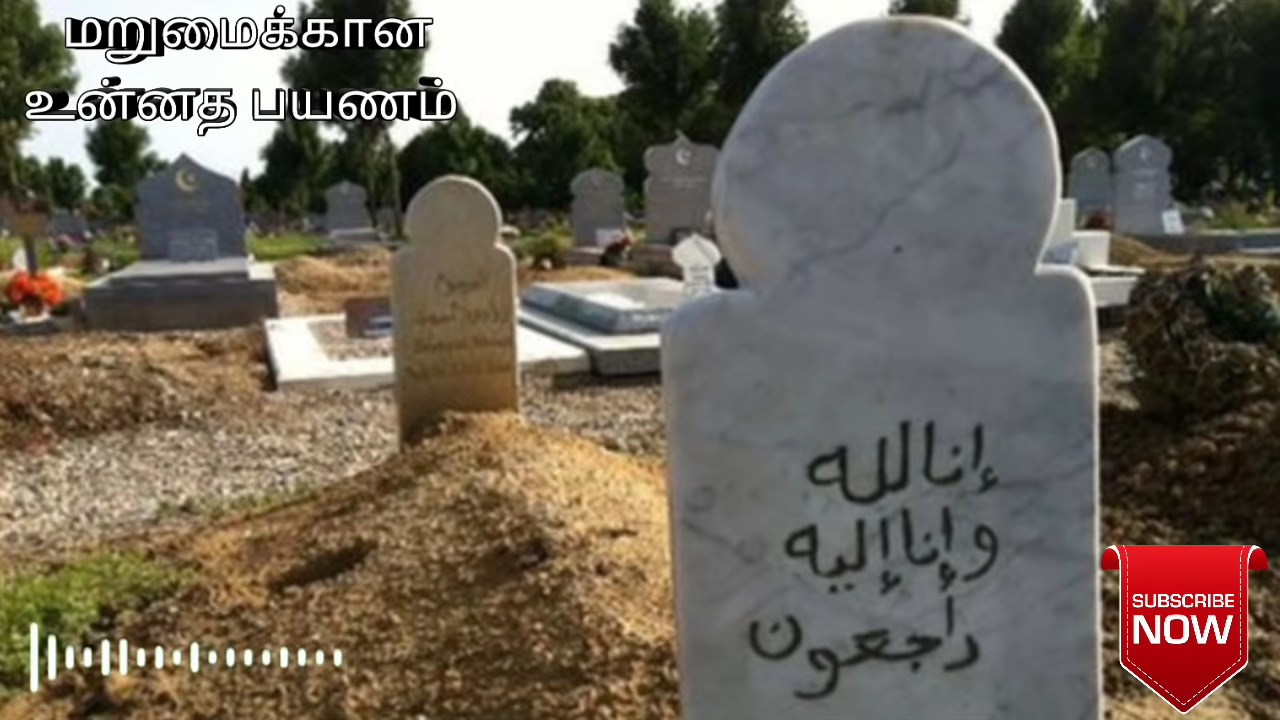 மறுமைக்கான
உன்னத பயணம்
إنا لله
وإنا إليه
راجعون
SUBSCRIBE
NOW